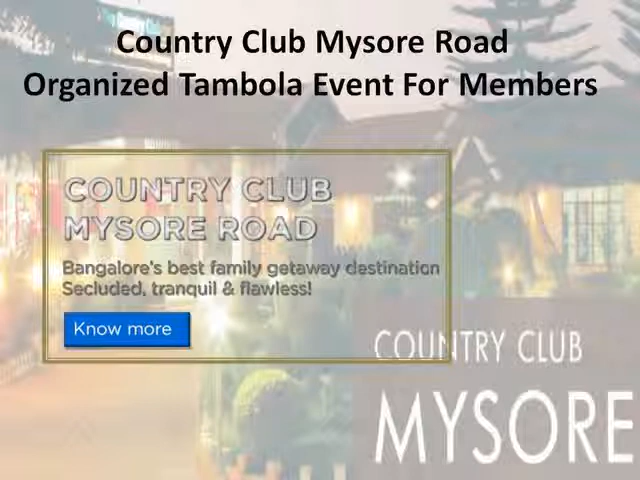 Country Club Mysore Road
Organized Tambola Event For Members
COUNTRY CLUB
MYSORE ROAD
Bangalore's best family getaway destination
Secluded, tranquil & flawless!
Know more
COUNTRY CLUB
MYSORE